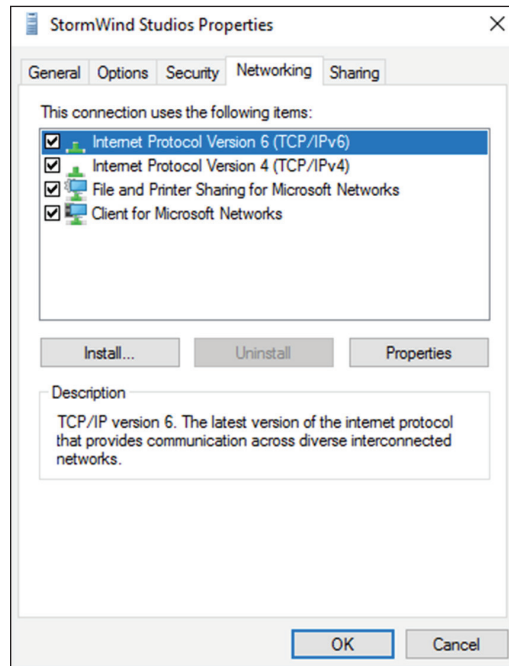 StormWind Studios Properties
General Options Security Networking Sharing
This connection uses the following items:
Internet Protocol Version 6 (TCP/IPv6)
Internet Protocol Version 4 (TCP/IPv4)
File and Printer Sharing for Microsoft Networks
Client for Microsoft Networks
Install... Uninstall Properties
Description
TCP/IP version 6. The latest version of the internet protocol
that provides communication across diverse interconnected
networks.
OK Cancel